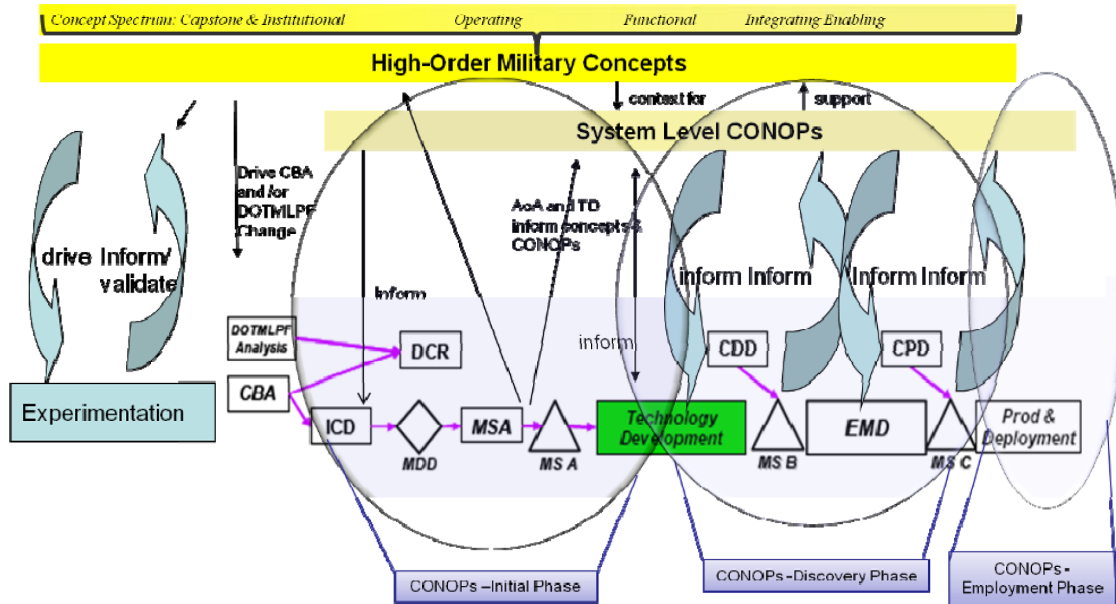 Concept Spectrum: Capstone & Institutional Operating Functional Integrating Enabling
High-Order Military Concepts
context for
support
System Level CONOPs
Drive CBA
and /or
DOTMLPF
Change
AoA and TD
inform concepts &
CONOPs
drive Inform/
validate
Inform
inform Inform
Inform Inform
inform
DOTMLPF
Analysis
DCR
CDD
CPD
CBA
Experimentation
ICD
MSA
Technology
Development
EMD
Prod &
Deployment
MDD
MS A
MS B
MS C
CONOPs –Initial Phase
CONOPs -Discovery Phase
CONOPs -
Employment Phase